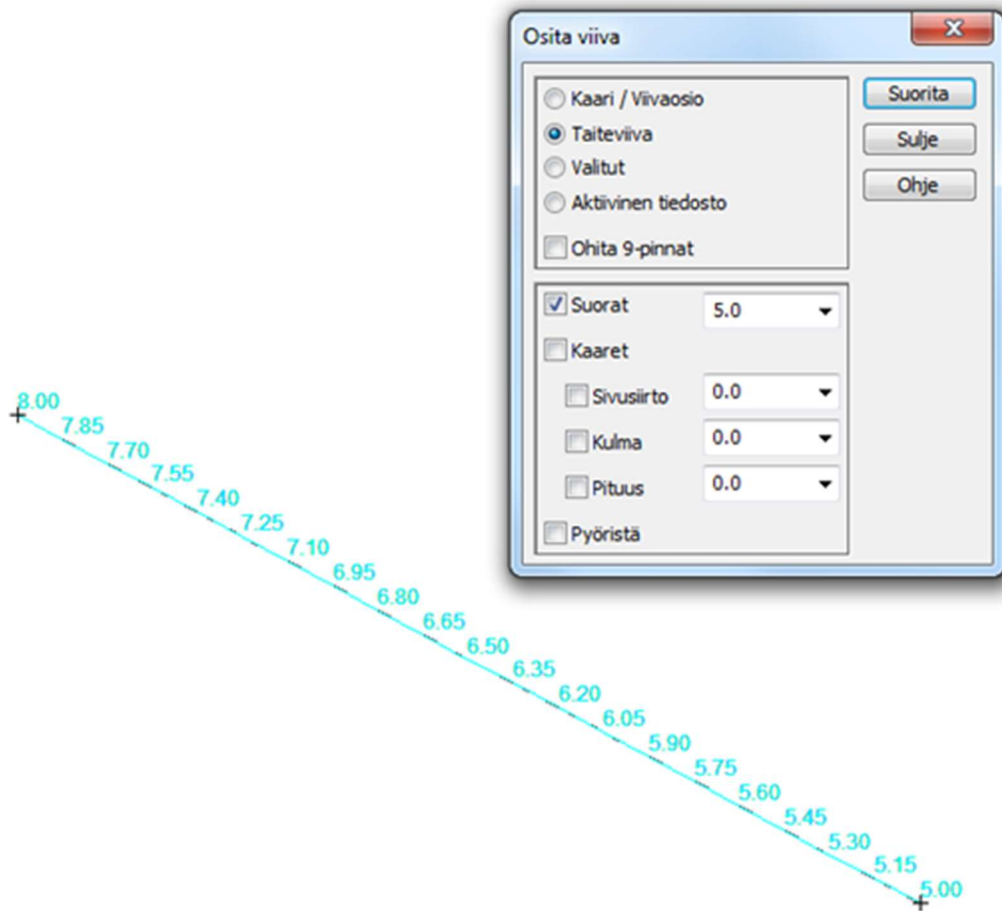 Osita viiva
Kaari / Viivaosio
Suorita
Taiteviiva
Sulje
Valitut
Ohje
Aktiivinen tiedosto
Ohita 9-pinnat
Suorat 5.0
Kaaret
Sivusiirto 0.0
Kulma 0.0
Pituus 0.0
Pyöristä
8.00
7.85
7.70
7.55
7.40
7.25
7.10
6.95
6.80
6.65
6.50
6.35
6.20
6.05
5.90
5.75
5.60
5.45
5.30
5.15
5.00